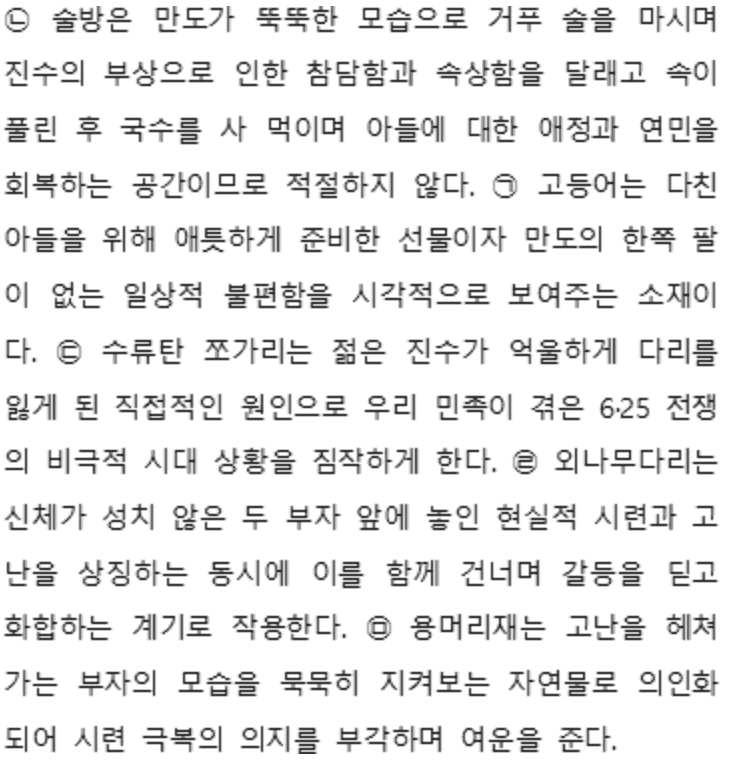 ㉡ 술방은 만도가 뚝뚝한 모습으로 거푸 술을 마시며
진수의 부상으로 인한 참담함과 속상함을 달래고 속이
풀린 후 국수를 사 먹이며 아들에 대한 애정과 연민을
회복하는 공간이므로 적절하지 않다. ㉠ 고등어는 다친
아들을 위해 애틋하게 준비한 선물이자 만도의 한쪽 팔
이 없는 일상적 불편함을 시각적으로 보여주는 소재이
다. ㉢ 수류탄 쪼가리는 젊은 진수가 억울하게 다리를
잃게 된 직접적인 원인으로 우리 민족이 겪은 6·25 전쟁
의 비극적 시대 상황을 짐작하게 한다. ㉣ 외나무다리는
신체가 성치 않은 두 부자 앞에 놓인 현실적 시련과 고
난을 상징하는 동시에 이를 함께 건너며 갈등을 딛고
화합하는 계기로 작용한다. ㉤ 용머리재는 고난을 헤쳐
가는 부자의 모습을 묵묵히 지켜보는 자연물로 의인화
되어 시련 극복의 의지를 부각하며 여운을 준다.